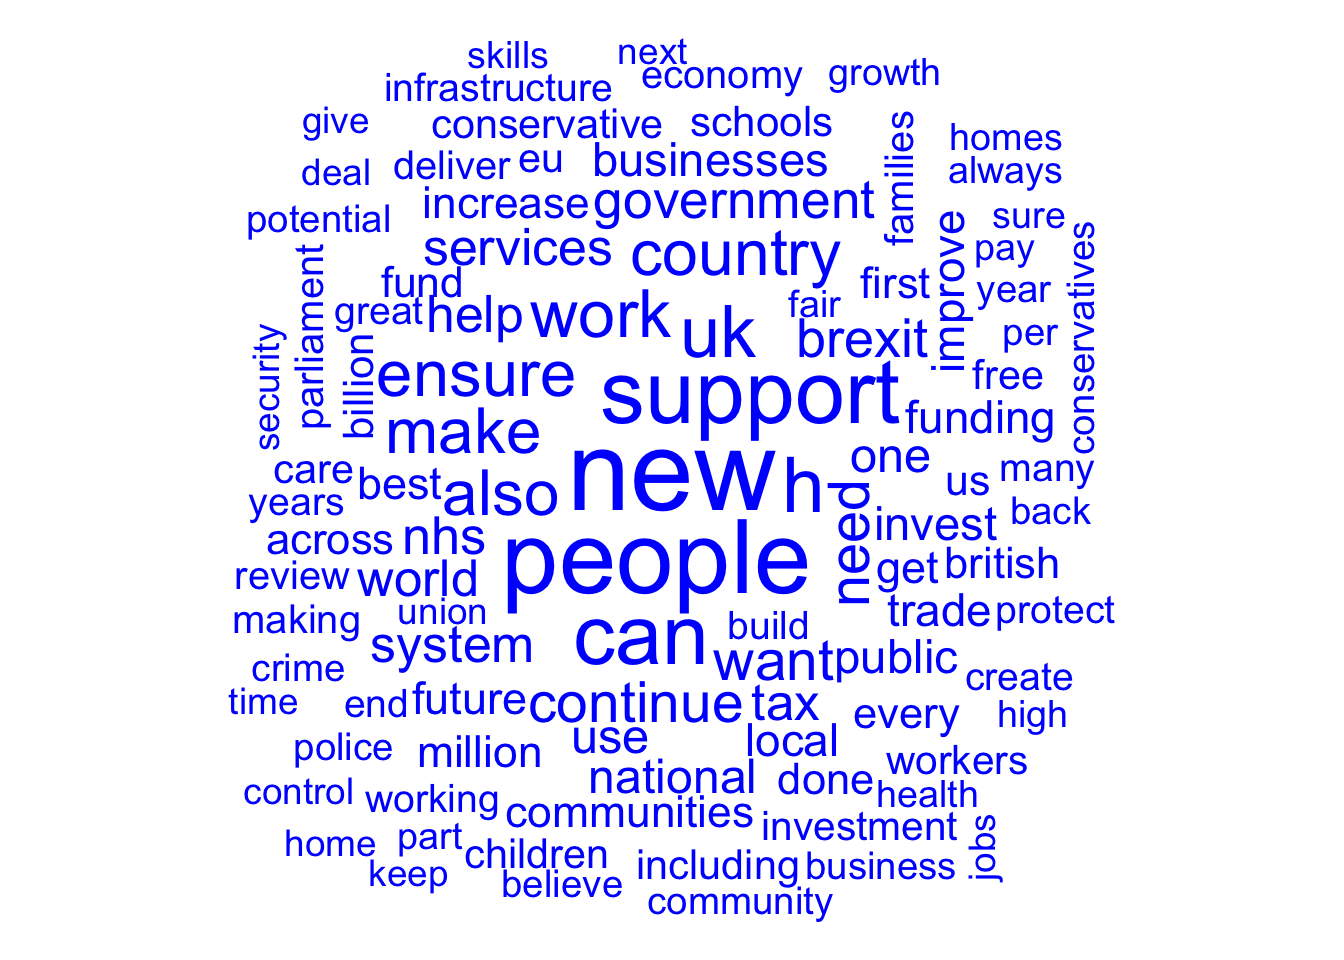 skills next
infrastructure economy growth
give conservative schools families homes
deal deliver eu businesses always
potential increase government improve sure
services country pay conservatives
parliament fund first year
great help work fair
security billion uk brexit per
ensure support free
make funding
care best also new h one us many
years need invest back
across nhs get british
review world people
making union trade protect
system can build want public
crime create
time end future continue tax every high
police million use local workers
national done health
control working communities investment jobs
home part children including business
keep believe community